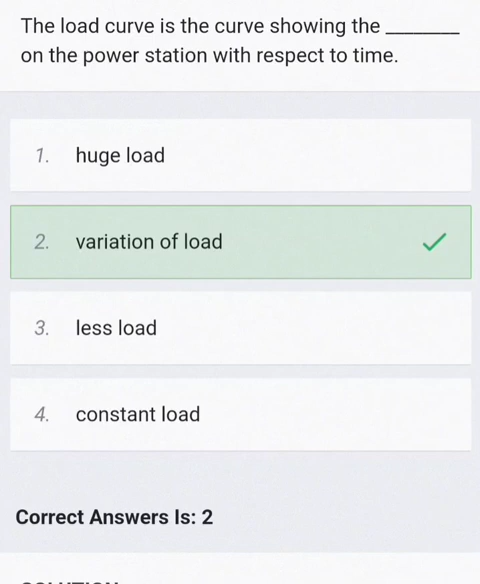 The load curve is the curve showing the ________
on the power station with respect to time.
1. huge load
2. variation of load
3. less load
4. constant load
Correct Answers Is: 2